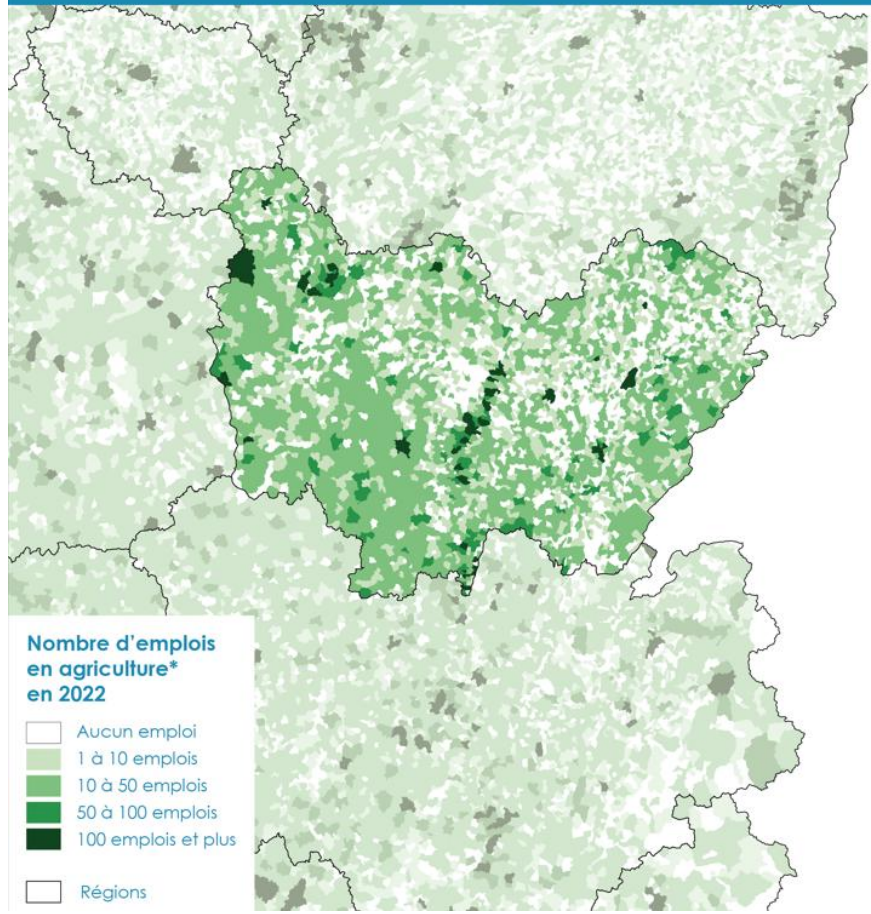 Nombre d'emplois
en agriculture*
en 2022
Aucun emploi
1 à 10 emplois
10 à 50 emplois
50 à 100 emplois
100 emplois et plus
Régions